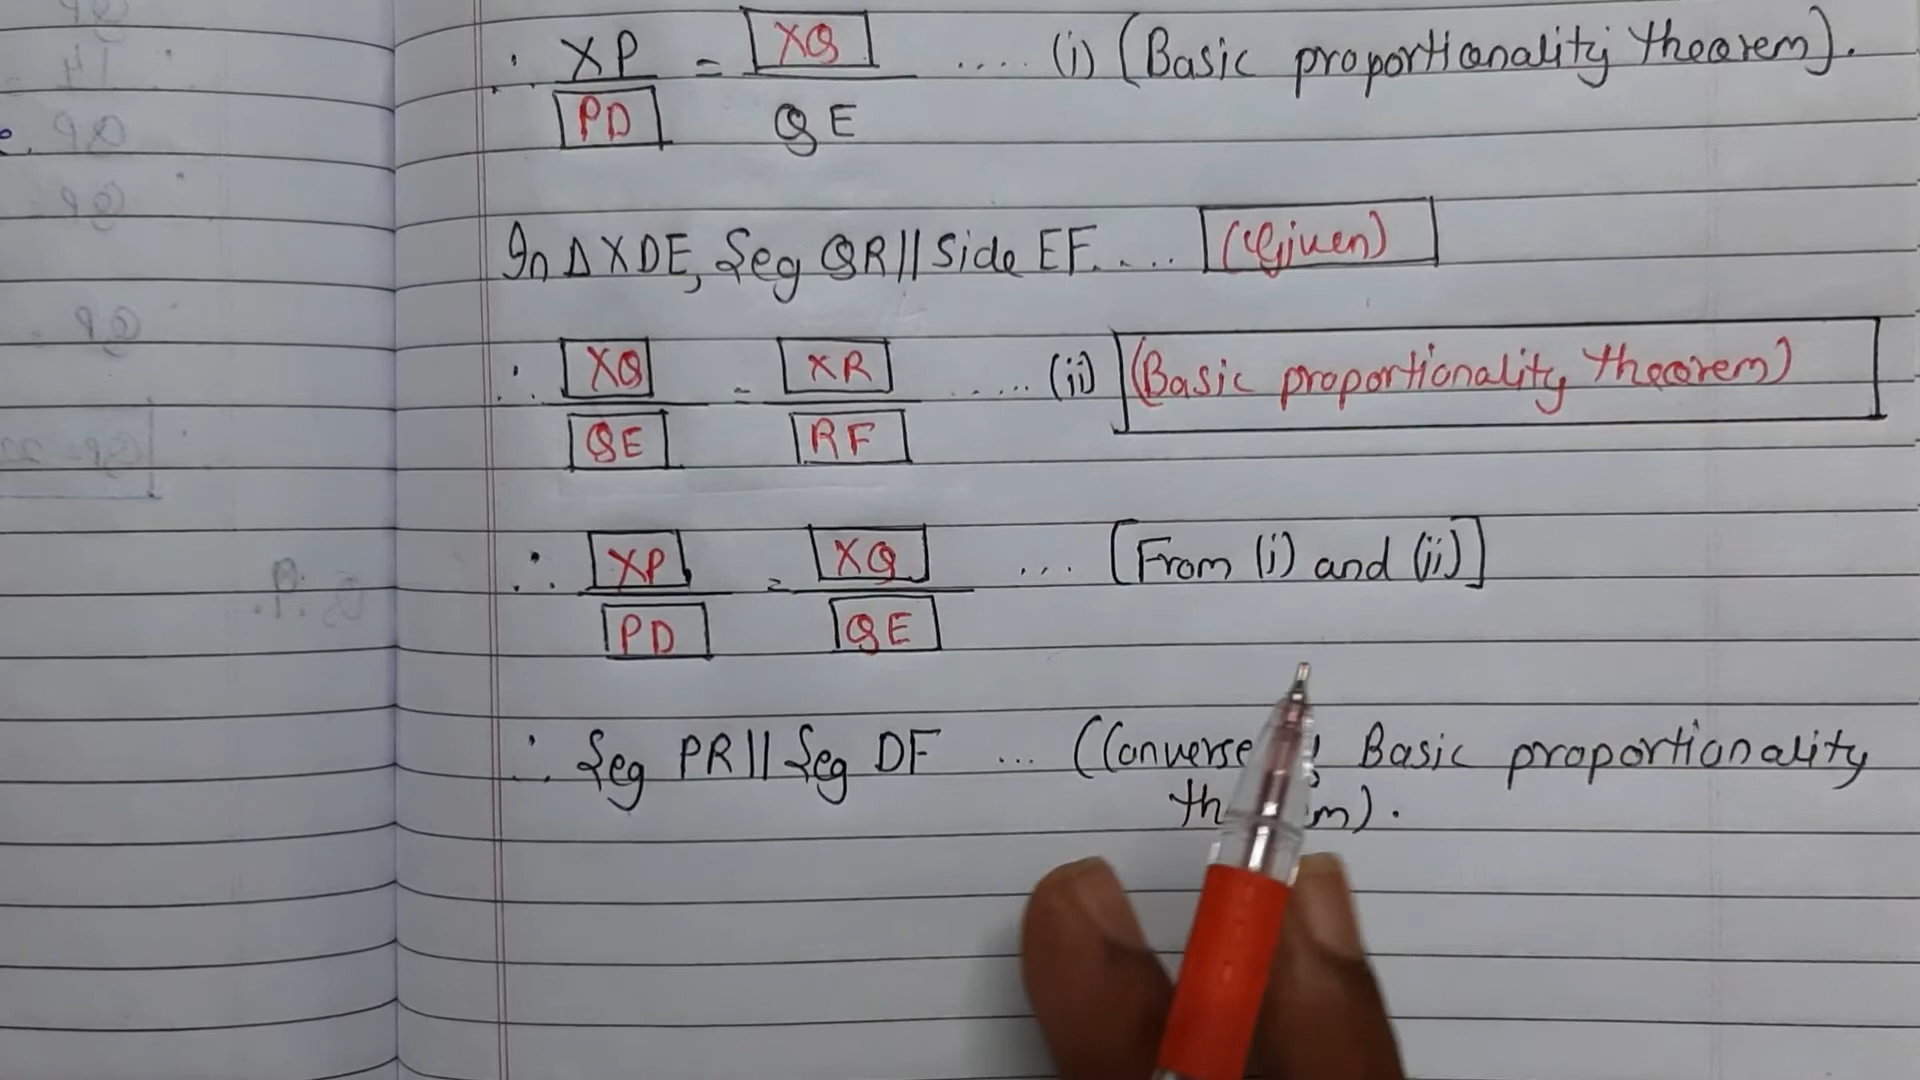 ∴ XP/PD = XQ/QE .... (i) (Basic proportionality theorem).
In ΔXDE, Seg QR || Side EF.... (Given)
∴ XQ/QE = XR/RF ..... (ii) (Basic proportionality theorem)
∴ XP/PD = XQ/QE ... [From (i) and (ii)]
∴ Seg PR || Seg DF ... (Converse Basic proportionality